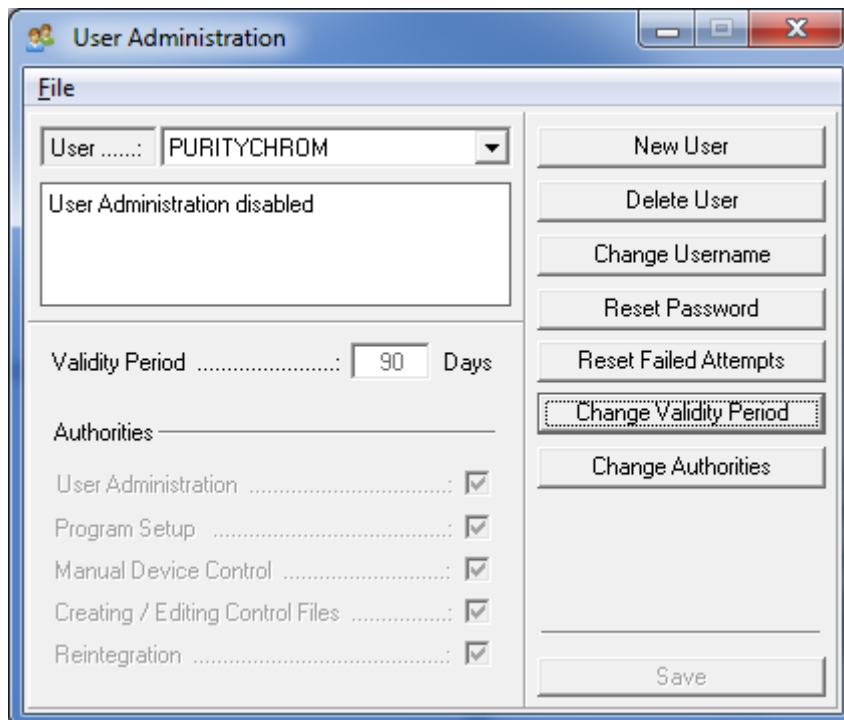 User Administration
File
User ......: PURITYCHROM
User Administration disabled
Validity Period .......................: 90 Days
Authorities
User Administration .................................:
Program Setup .......................................:
Manual Device Control ...........................:
Creating / Editing Control Files ................:
Reintegration ..........................................:
New User
Delete User
Change Username
Reset Password
Reset Failed Attempts
Change Validity Period
Change Authorities
Save